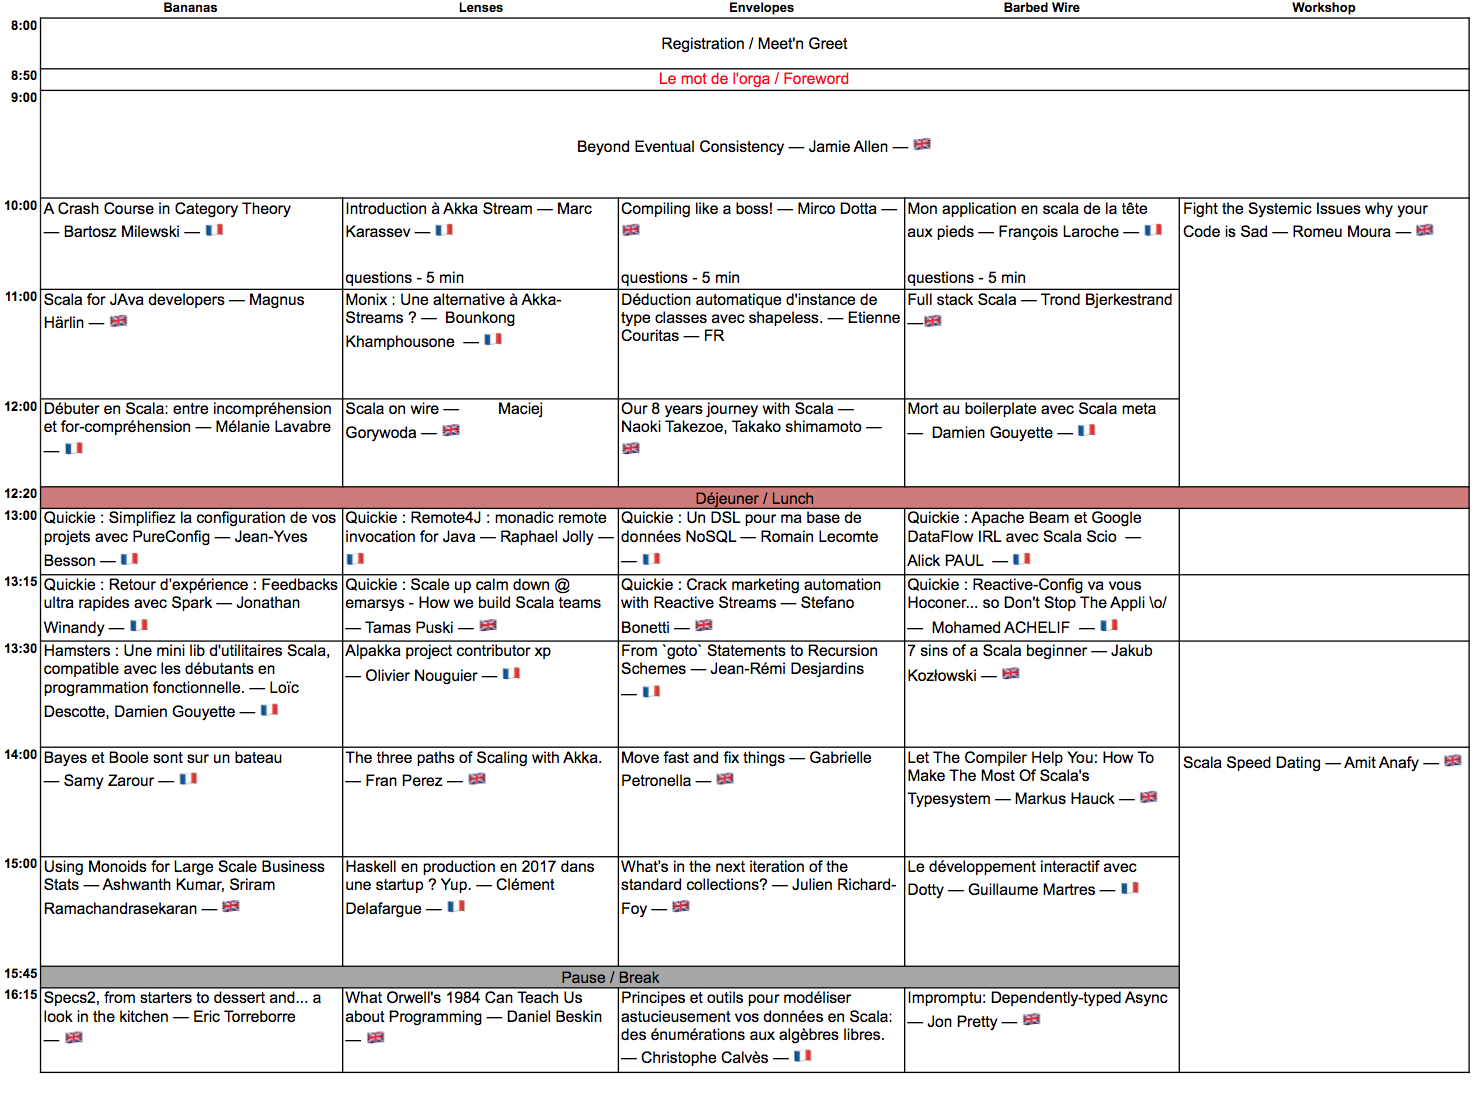 Bananas
Lenses
Envelopes
Barbed Wire
Workshop
8:00
Registration / Meet'n Greet
8:50
Le mot de l'orga / Foreword
9:00
Beyond Eventual Consistency — Jamie Allen —
10:00
A Crash Course in Category Theory
— Bartosz Milewski —
Introduction à Akka Stream — Marc
Karassev —
questions - 5 min
Compiling like a boss! — Mirco Dotta —
questions - 5 min
Mon application en scala de la tête
aux pieds — François Laroche —
questions - 5 min
Fight the Systemic Issues why your
Code is Sad — Romeu Moura —
11:00
Scala for JAva developers — Magnus
Härlin —
Monix : Une alternative à Akka-
Streams ? — Bounkong
Khamphousone —
Déduction automatique d'instance de
type classes avec shapeless. — Etienne
Couritas — FR
Full stack Scala — Trond Bjerkestrand
—
12:00
Débuter en Scala: entre incompréhension
et for-compréhension — Mélanie Lavabre
—
Scala on wire — Maciej
Gorywoda —
Our 8 years journey with Scala —
Naoki Takezoe, Takako shimamoto —
Mort au boilerplate avec Scala meta
— Damien Gouyette —
12:20
Déjeuner / Lunch
13:00
Quickie : Simplifiez la configuration de vos
projets avec PureConfig — Jean-Yves
Besson —
Quickie : Remote4J : monadic remote
invocation for Java — Raphael Jolly —
Quickie : Un DSL pour ma base de
données NoSQL — Romain Lecomte
—
Quickie : Apache Beam et Google
DataFlow IRL avec Scala Scio —
Alick PAUL —
13:15
Quickie : Retour d'expérience : Feedbacks
ultra rapides avec Spark — Jonathan
Winandy —
Quickie : Scale up calm down @
emarsys - How we build Scala teams
— Tamas Puski —
Quickie : Crack marketing automation
with Reactive Streams — Stefano
Bonetti —
Quickie : Reactive-Config va vous
Hoconer... so Don't Stop The Appli \o/
— Mohamed ACHELIF —
13:30
Hamsters : Une mini lib d'utilitaires Scala,
compatible avec les débutants en
programmation fonctionnelle. — Loïc
Descotte, Damien Gouyette —
Alpakka project contributor xp
— Olivier Nouguier —
From `goto` Statements to Recursion
Schemes — Jean-Rémi Desjardins
—
7 sins of a Scala beginner — Jakub
Kozłowski —
14:00
Bayes et Boole sont sur un bateau
— Samy Zarour —
The three paths of Scaling with Akka.
— Fran Perez —
Move fast and fix things — Gabrielle
Petronella —
Let The Compiler Help You: How To
Make The Most Of Scala's
Typesystem — Markus Hauck —
Scala Speed Dating — Amit Anafy —
15:00
Using Monoids for Large Scale Business
Stats — Ashwanth Kumar, Sriram
Ramachandrasekaran —
Haskell en production en 2017 dans
une startup ? Yup. — Clément
Delafargue —
What's in the next iteration of the
standard collections? — Julien Richard-
Foy —
Le développement interactif avec
Dotty — Guillaume Martres —
15:45
Pause / Break
16:15
Specs2, from starters to dessert and... a
look in the kitchen — Eric Torreborre
—
What Orwell's 1984 Can Teach Us
about Programming — Daniel Beskin
—
Principes et outils pour modéliser
astucieusement vos données en Scala:
des énumérations aux algèbres libres.
— Christophe Calvès —
Impromptu: Dependently-typed Async
— Jon Pretty —